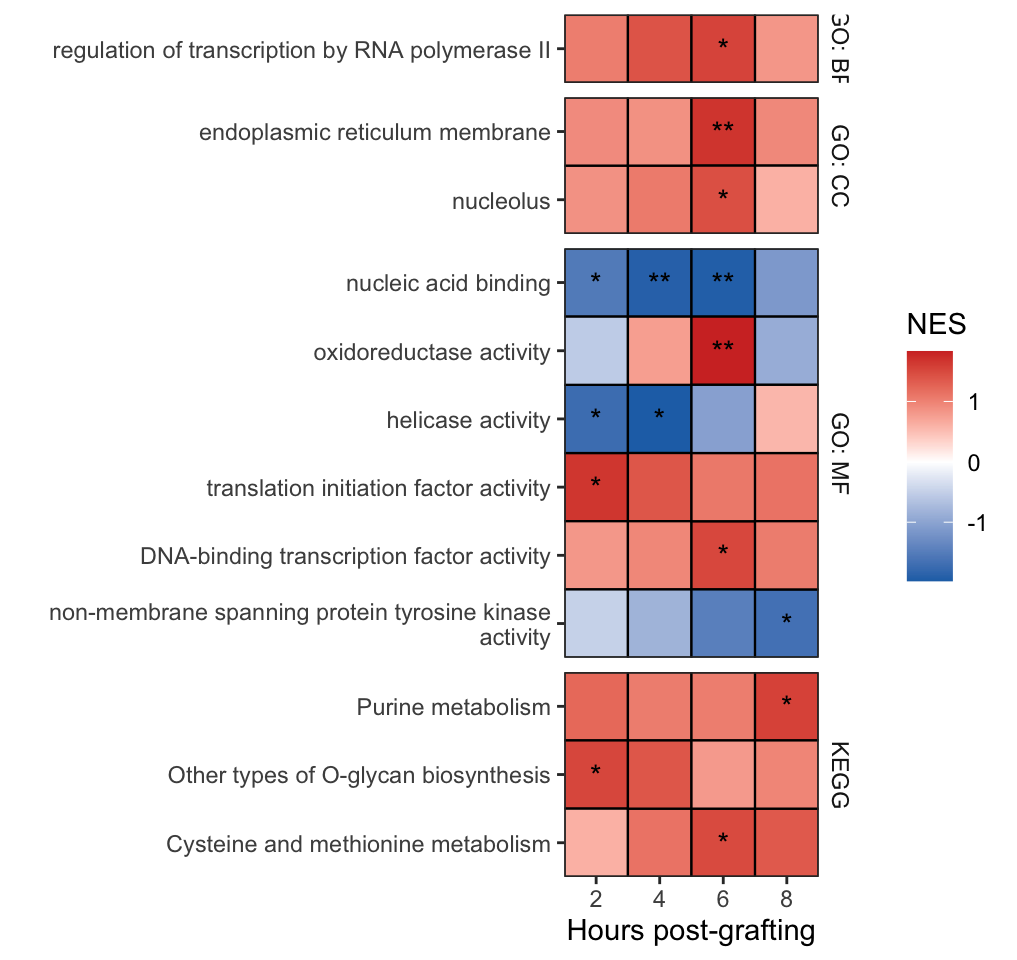 regulation of transcription by RNA polymerase II
*
GO: BP
endoplasmic reticulum membrane
**
nucleolus
*
GO: CC
nucleic acid binding
* ** **
oxidoreductase activity
**
helicase activity
* *
translation initiation factor activity
*
DNA-binding transcription factor activity
*
non-membrane spanning protein tyrosine kinase
activity
*
GO: MF
Purine metabolism
*
Other types of O-glycan biosynthesis
*
Cysteine and methionine metabolism
*
KEGG
2 4 6 8
Hours post-grafting
NES
1
0
-1